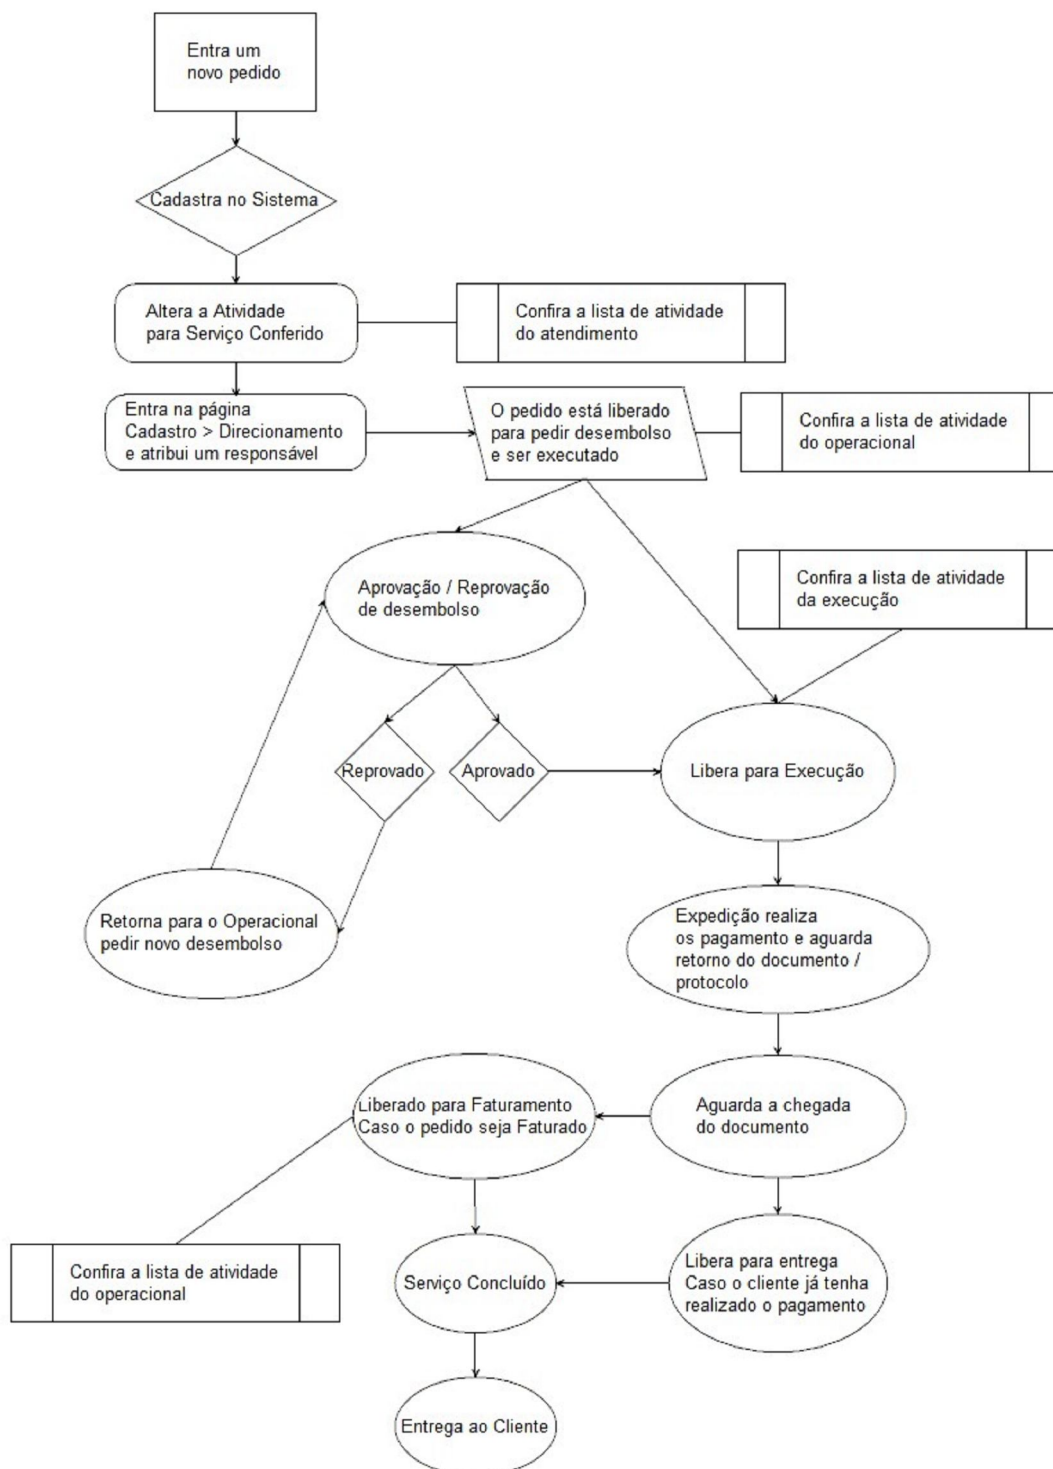 Entra um
novo pedido
Cadastra no Sistema
Altera a Atividade
para Serviço Conferido
Confira a lista de atividade
do atendimento
Entra na página
Cadastro > Direcionamento
e atribui um responsável
O pedido está liberado
para pedir desembolso
e ser executado
Confira a lista de atividade
do operacional
Aprovação / Reprovação
de desembolso
Confira a lista de atividade
da execução
Reprovado
Aprovado
Libera para Execução
Retorna para o Operacional
pedir novo desembolso
Expedição realiza
os pagamento e aguarda
retorno do documento /
protocolo
Liberado para Faturamento
Caso o pedido seja Faturado
Aguarda a chegada
do documento
Confira a lista de atividade
do operacional
Serviço Concluído
Libera para entrega
Caso o cliente já tenha
realizado o pagamento
Entrega ao Cliente